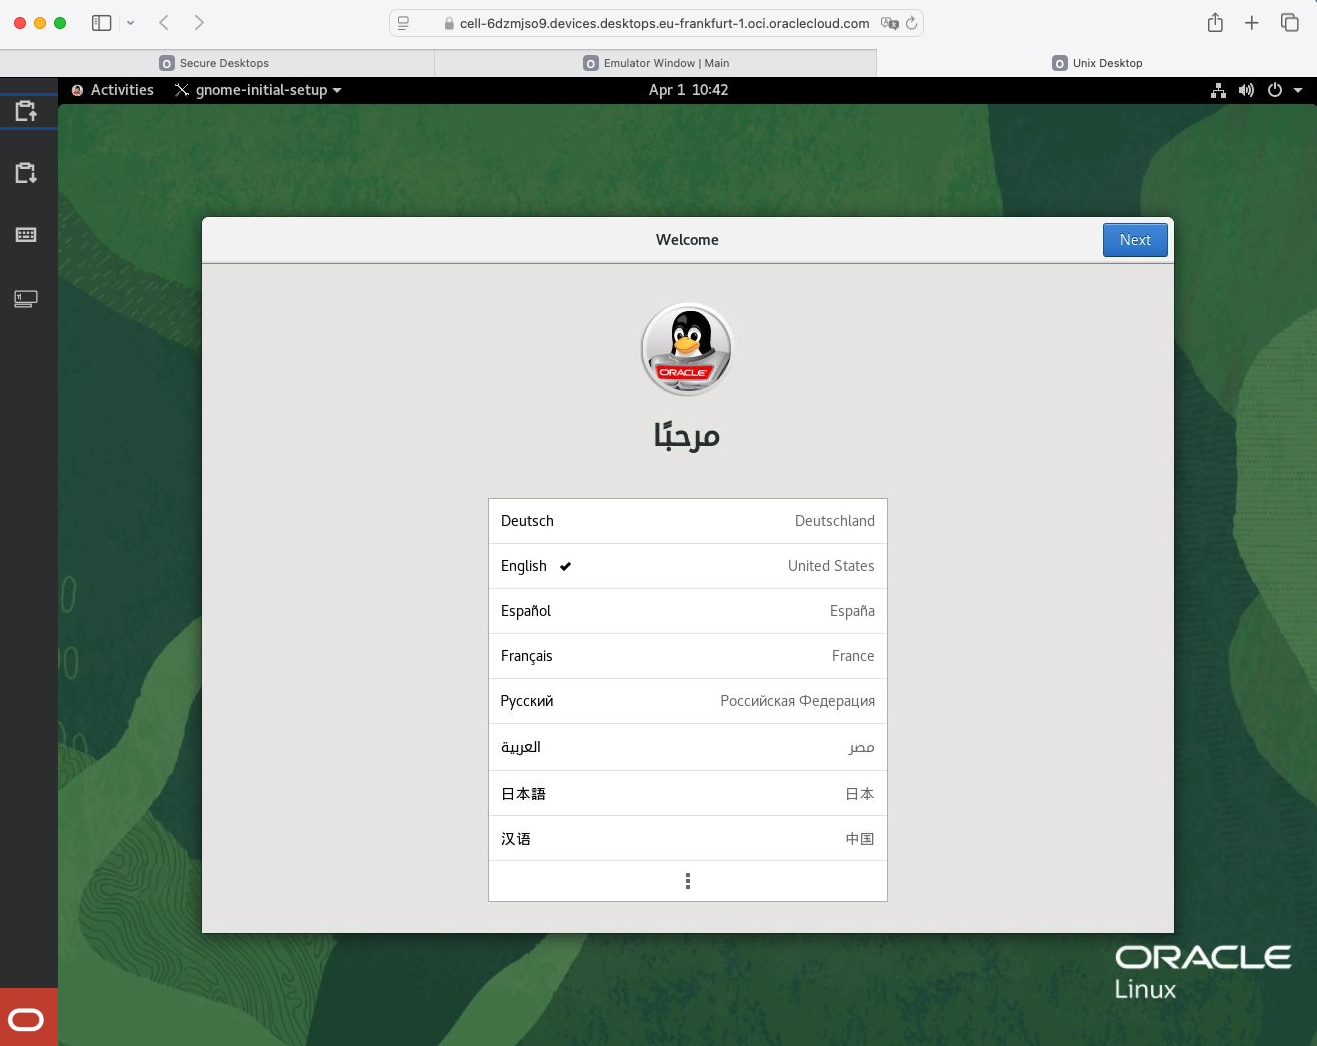 cell-6dzmjso9.devices.desktops.eu-frankfurt-1.oci.oraclecloud.com
Secure Desktops
Emulator Window | Main
Unix Desktop
Activities
gnome-initial-setup
Apr 1 10:42
Welcome
Next
ORACLE
مرحبًا
Deutsch Deutschland
English United States
Español España
Français France
Русский Российская Федерация
العربية مصر
日本語 日本
汉语 中国
ORACLE
Linux